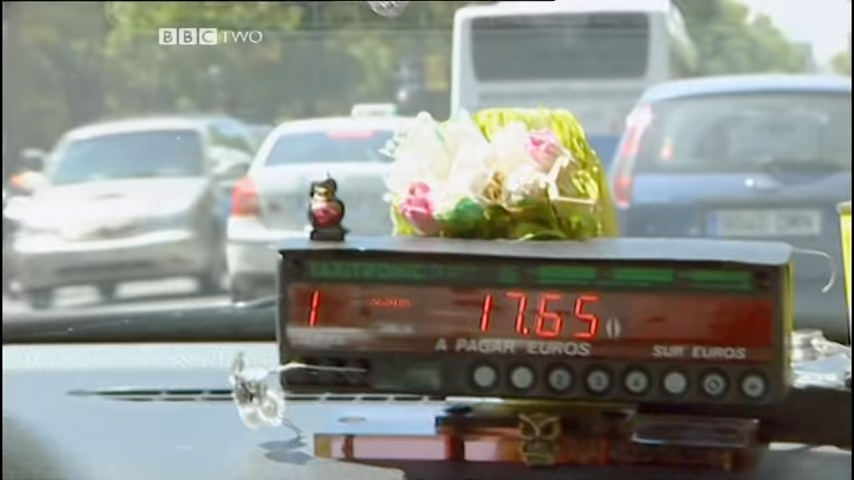 BBC TWO
TAXITRONIC
1 17.65
A PAGAR EUROS SUP EUROS